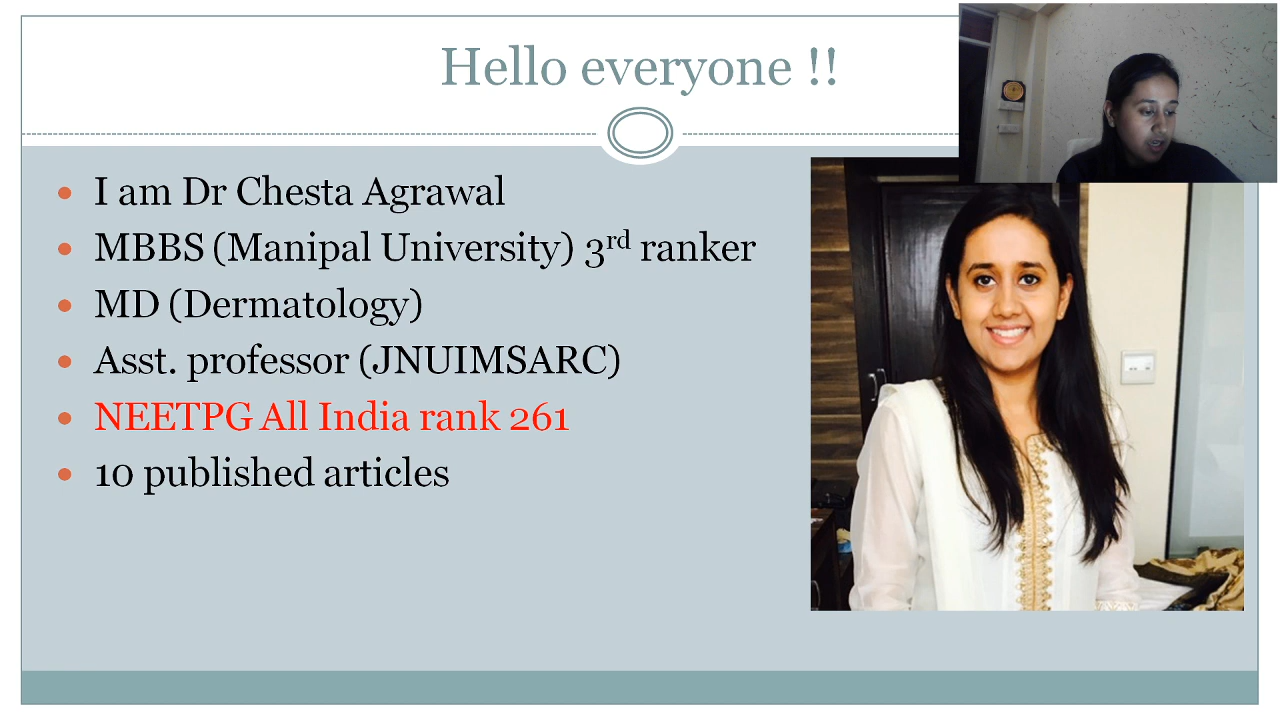 Hello everyone !!
I am Dr Chesta Agrawal
MBBS (Manipal University) 3rd ranker
MD (Dermatology)
Asst. professor (JNUIMSARC)
NEETPG All India rank 261
10 published articles